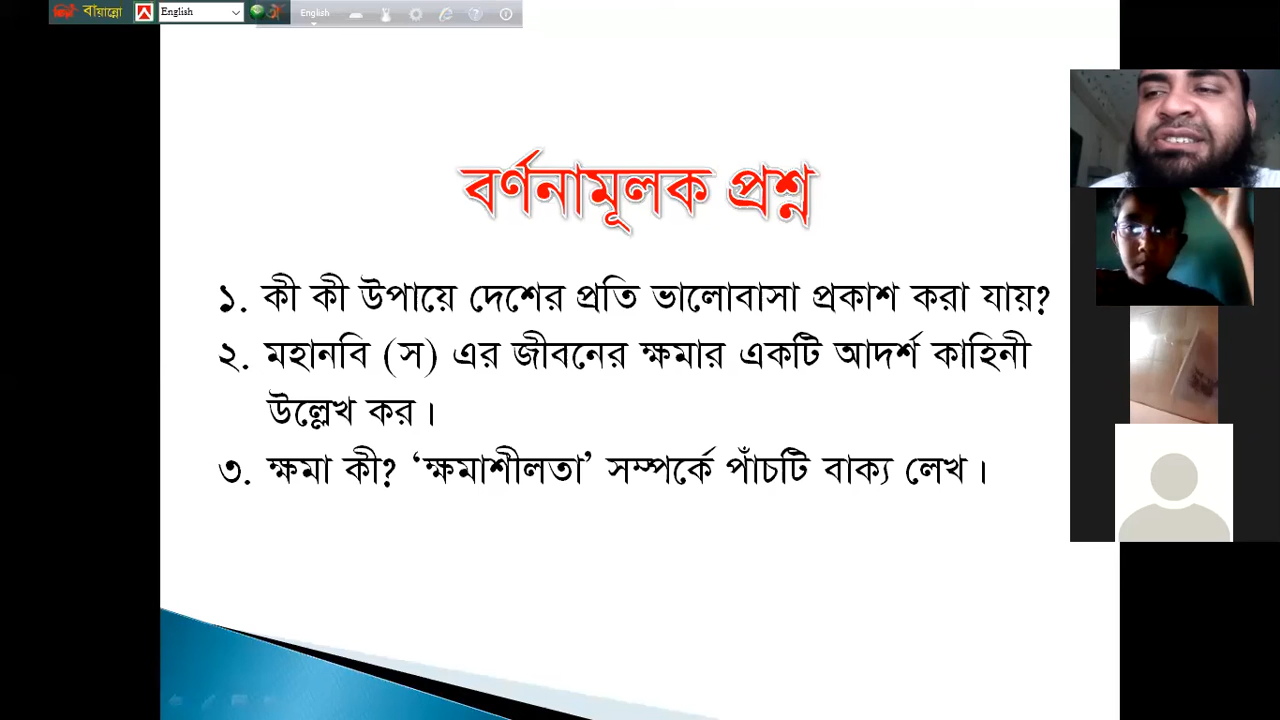 বায়ান্নো
English
English
বর্ণনামূলক প্রশ্ন
১. কী কী উপায়ে দেশের প্রতি ভালোবাসা প্রকাশ করা যায়?
২. মহানবি (স) এর জীবনের ক্ষমার একটি আদর্শ কাহিনী
উল্লেখ কর।
৩. ক্ষমা কী? ‘ক্ষমাশীলতা’ সম্পর্কে পাঁচটি বাক্য লেখ।